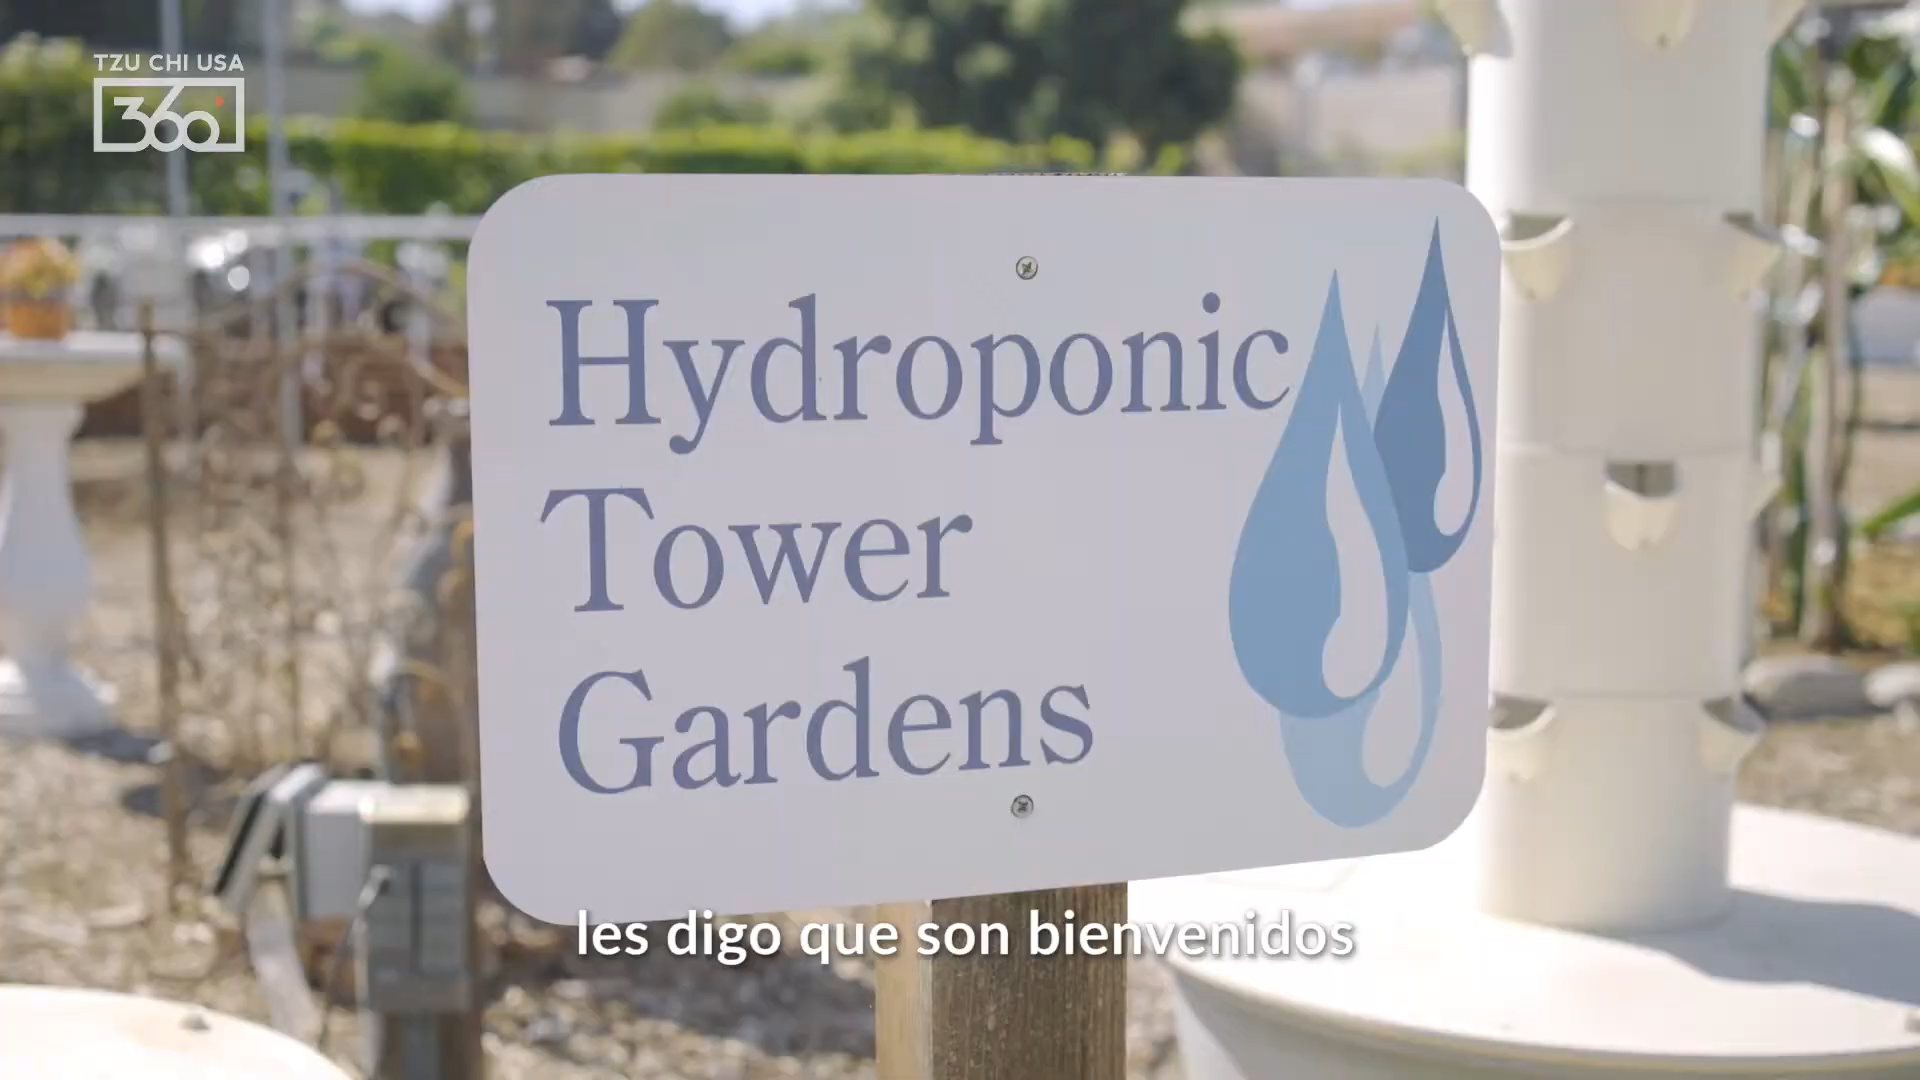 TZU CHI USA
360
Hydroponic
Tower
Gardens
les digo que son bienvenidos